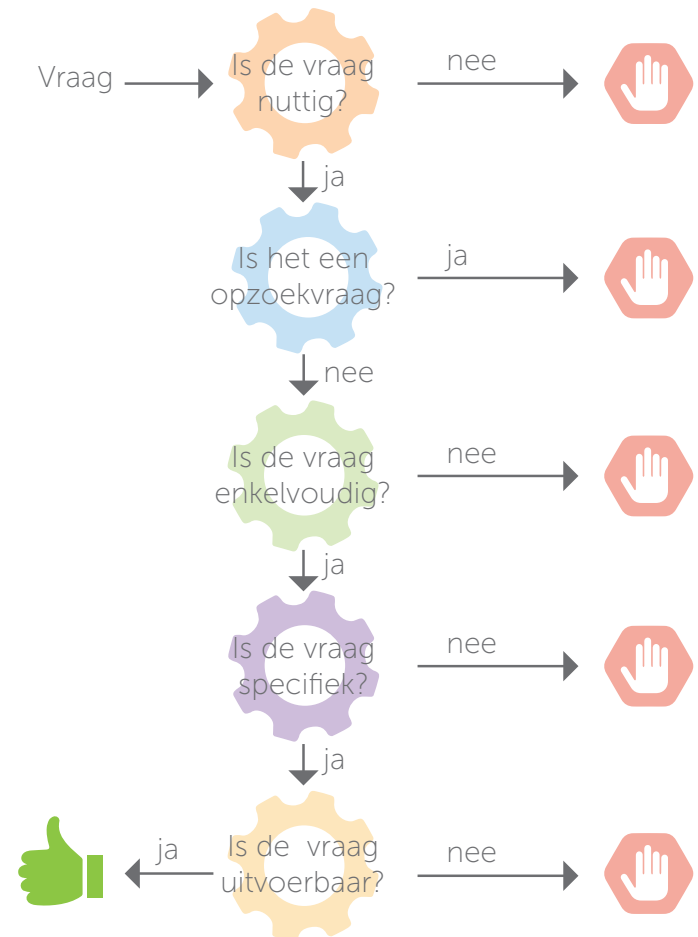 Vraag
Is de vraag
nuttig?
nee
ja
Is het een
opzoekvraag?
ja
nee
Is de vraag
enkelvoudig?
nee
ja
Is de vraag
specifiek?
nee
ja
Is de vraag
uitvoerbaar?
nee
ja